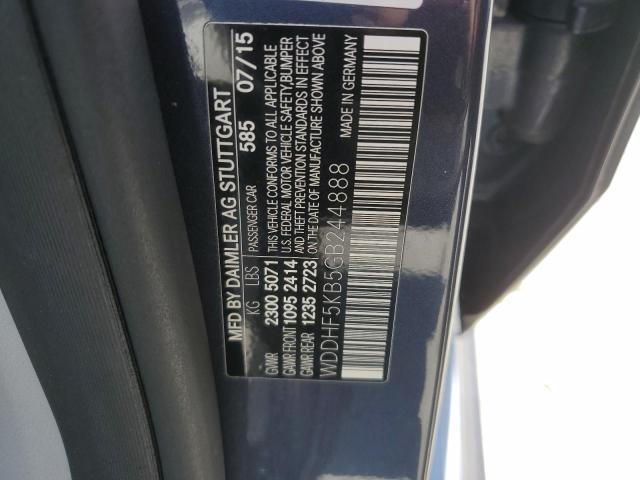 MFD BY DAIMLER AG STUTTGART 585 07/15
KG LBS PASSENGER CAR
GVWR 2300 5071 THIS VEHICLE CONFORMS TO ALL APPLICABLE
GAWR FRONT 1095 2414 U.S. FEDERAL MOTOR VEHICLE SAFETY,BUMPER
GAWR REAR 1235 2723 AND THEFT PREVENTION STANDARDS IN EFFECT
ON THE DATE OF MANUFACTURE SHOWN ABOVE
WDDHF5KB5GB244888 MADE IN GERMANY